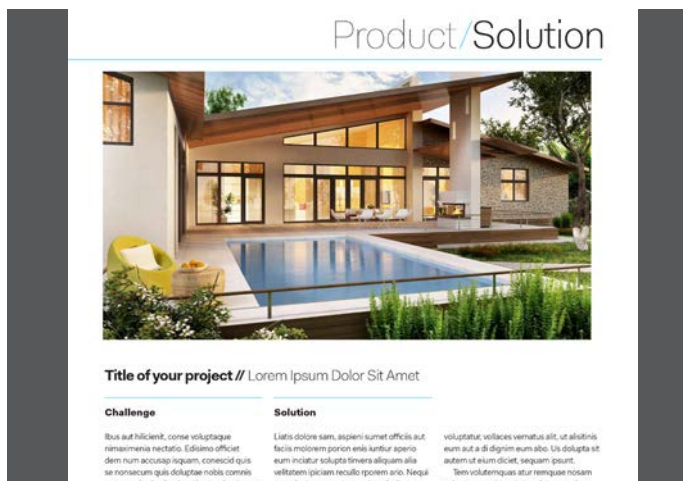 Product/Solution
Title of your project // Lorem Ipsum Dolor Sit Amet
Challenge
Ibus aut hilicienit, conse voluptaque
nimaximenia nectatio. Edisimo officiet
dem num accusap isquam, conescid quis
se nonsecum quis doluptae nobis comnis
Solution
Liatis dolore sam, aspieni sumet officiis aut
faciis molorem porion enis iuntiur aperio
eum inciatur solupta tinvera aliquam alia
velitatem ipiciam recullo rporem ario. Nequi
voluptatur, vollaces vernatus alit, ut alisitinis
eum aut a di dignim eum abo. Us dolupta sit
autem ut eium diciet, sequam ipsunt.
Tem volutemquas atur remquae nosam